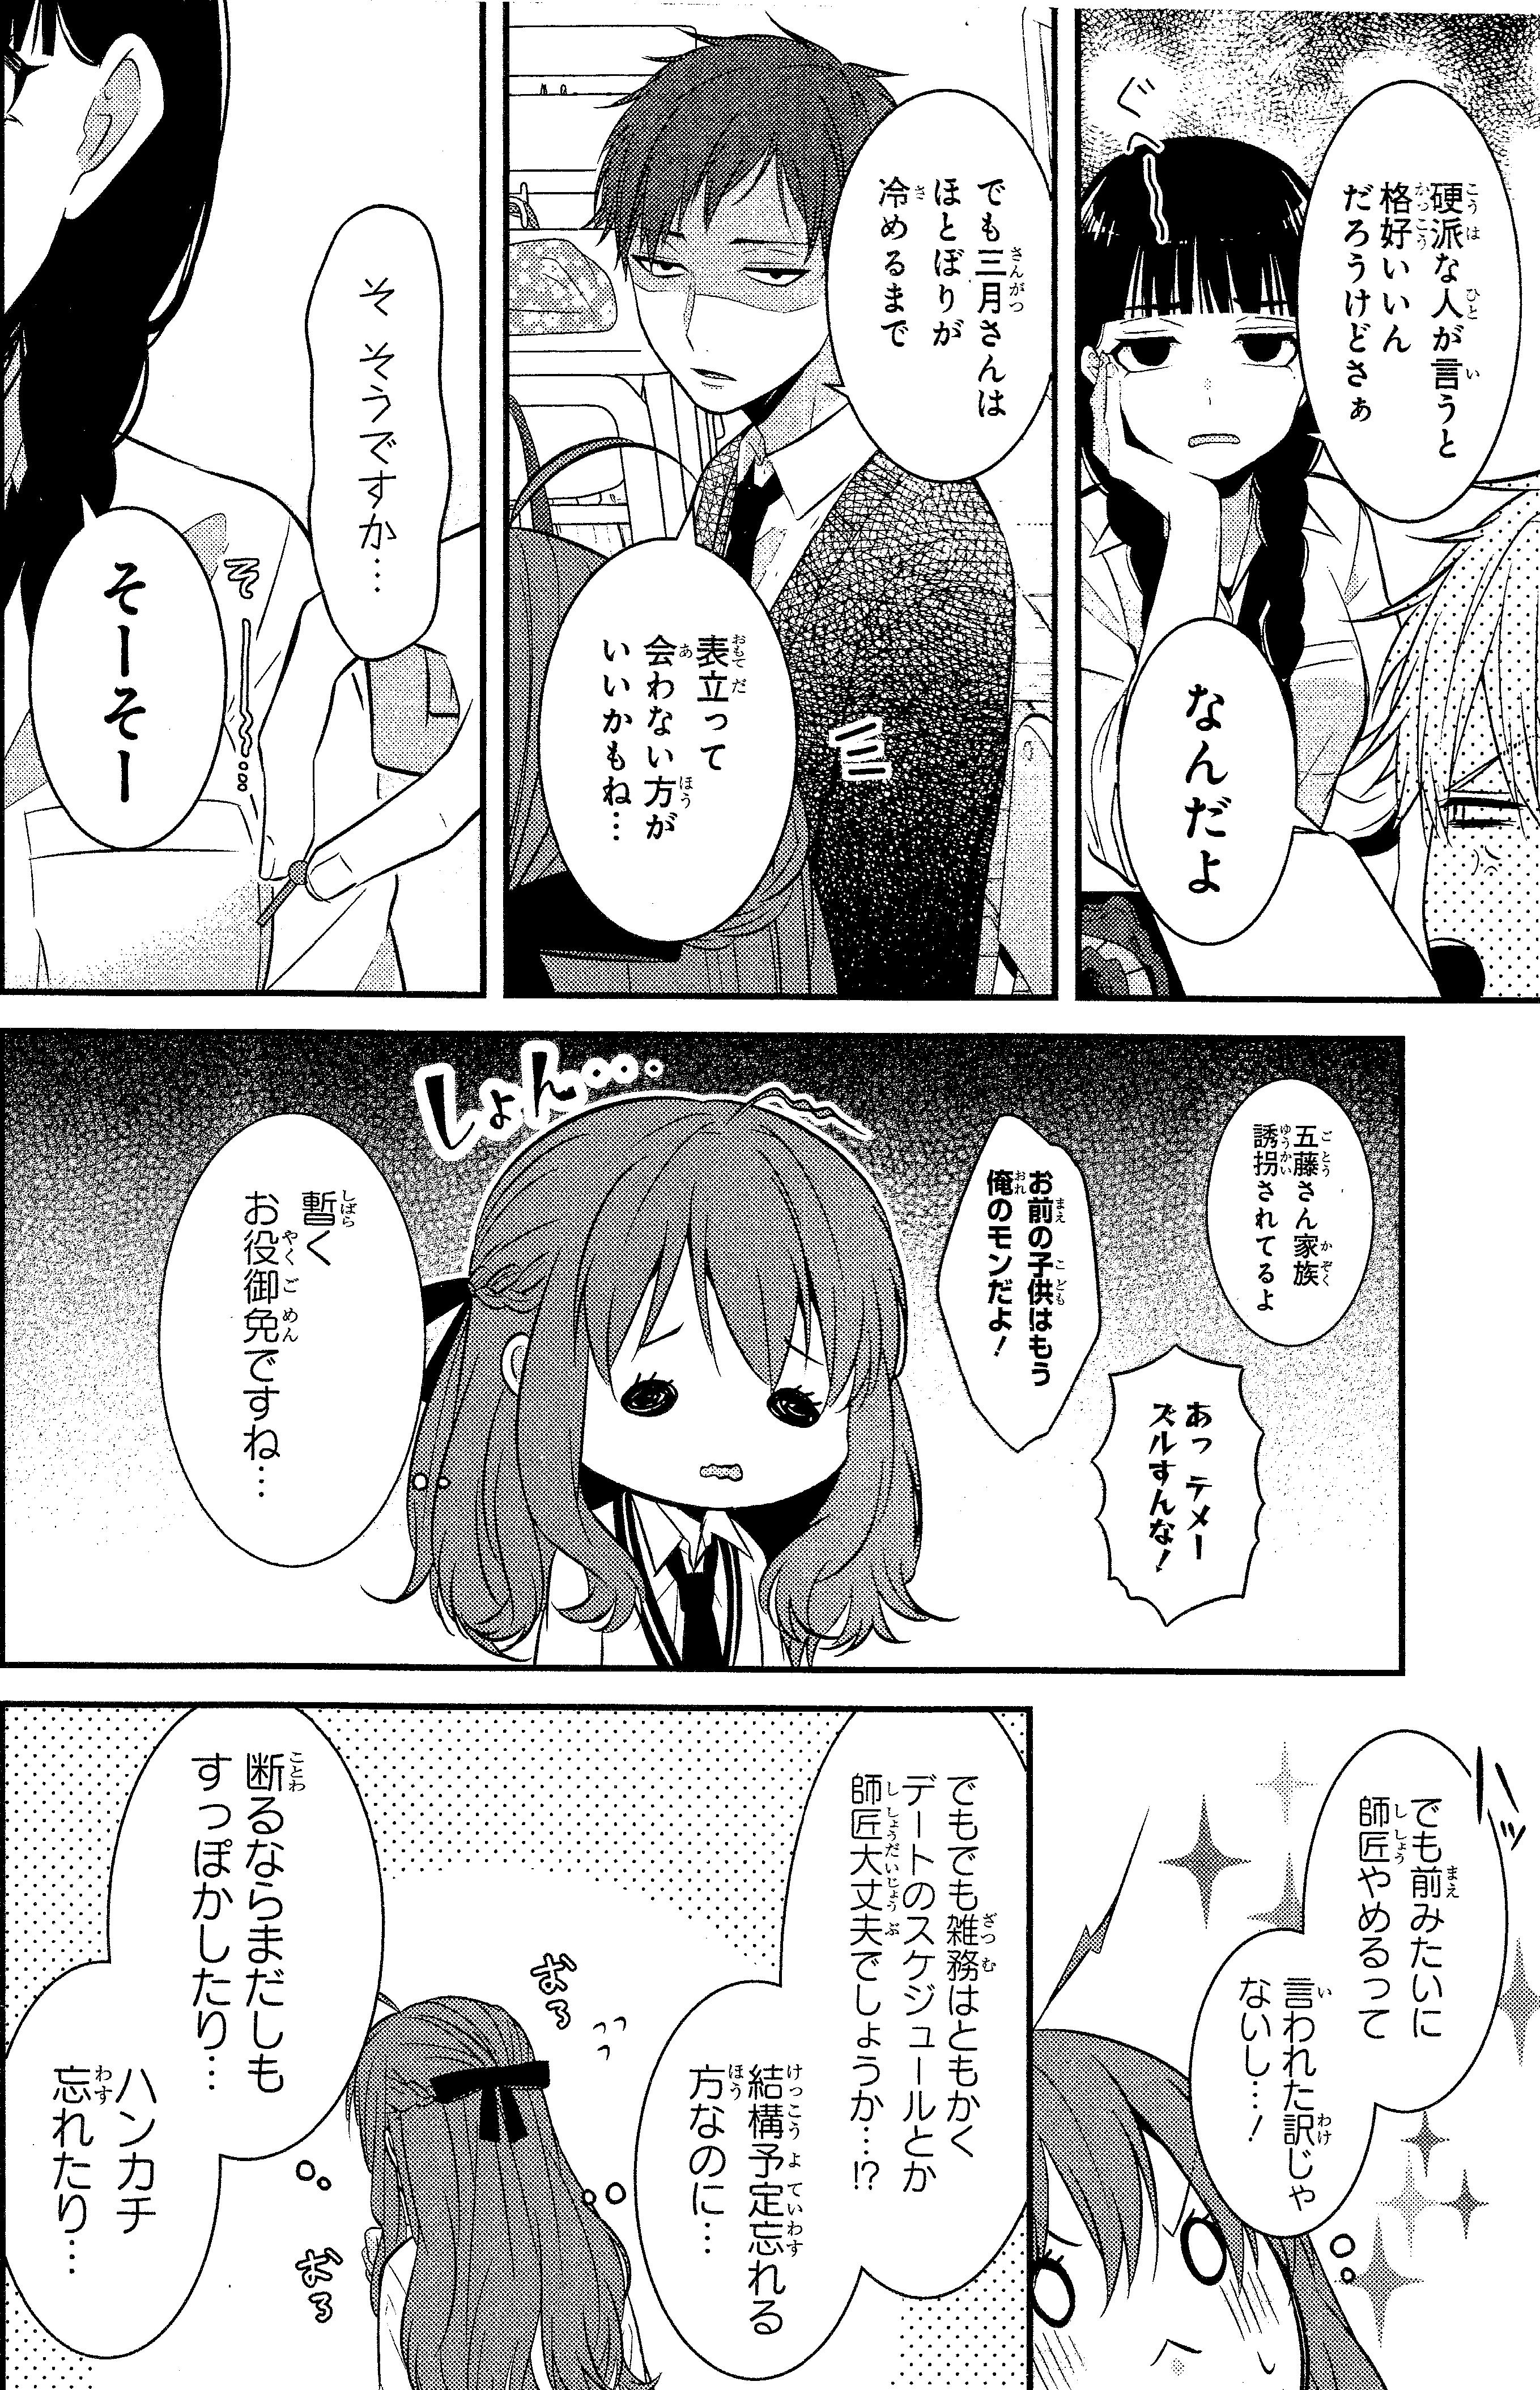 ぐへ～
硬派な人が言うと
格好いいん
だろうけどさぁ
なんだよ
でも三月さんは
ほとぼりが
冷めるまで
表立って
会わない方が
いいかもね…
そ そうですか…
そ
そーそー
五藤さん家族
誘拐されてるよ
あっ テメー
ズルすんな！
お前の子供はもう
俺のモンだよ！
しょん…
暫く
お役御免ですね…
ハッ
でも前みたいに
師匠やめるって
言われた訳じゃ
ないし…！
でもでも雑務はともかく
デートのスケジュールとか
師匠大丈夫でしょうか…!?
結構予定忘れる
方なのに…
おろ
おろ
断るならまだしも
すっぽかしたり…
ハンカチ
忘れたり…